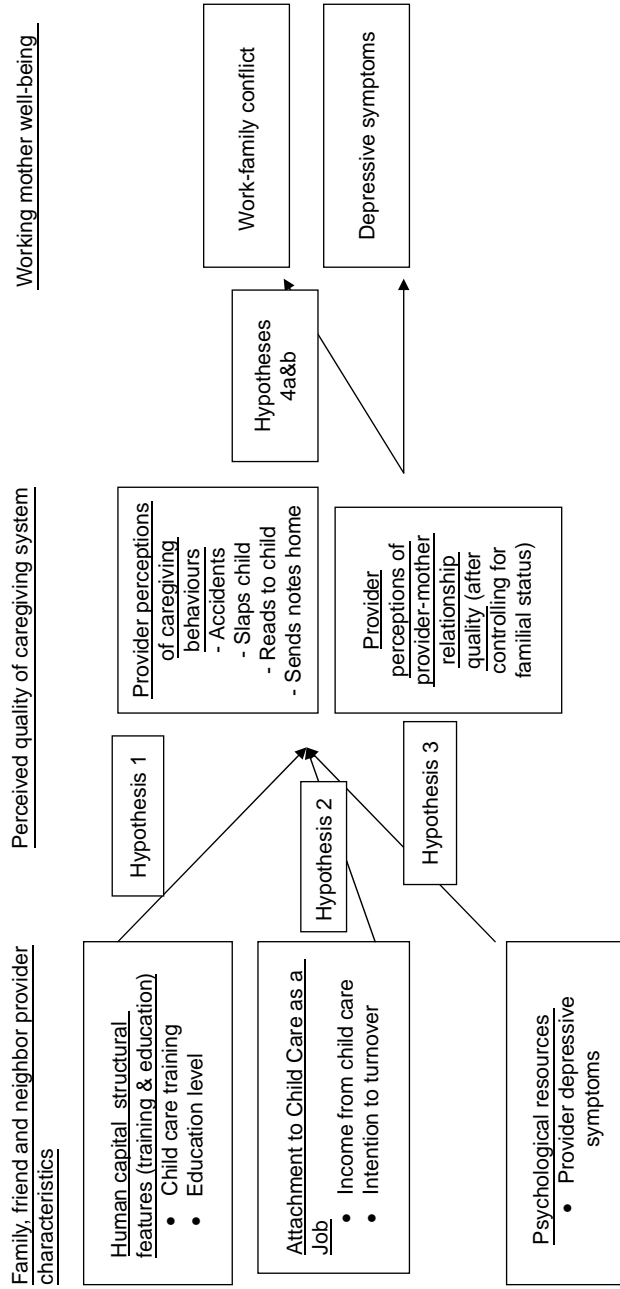 Family, friend and neighbor provider
characteristics
Human capital structural
features (training & education)
• Child care training
• Education level
Attachment to Child Care as a
Job
• Income from child care
• Intention to turnover
Psychological resources
• Provider depressive
symptoms
Hypothesis 1
Hypothesis 2
Hypothesis 3
Perceived quality of caregiving system
Provider perceptions
of caregiving
behaviours
- Accidents
- Slaps child
- Reads to child
- Sends notes home
Provider
perceptions of
provider-mother
relationship
quality (after
controlling for
familial status)
Hypotheses
4a&b
Working mother well-being
Work-family conflict
Depressive symptoms